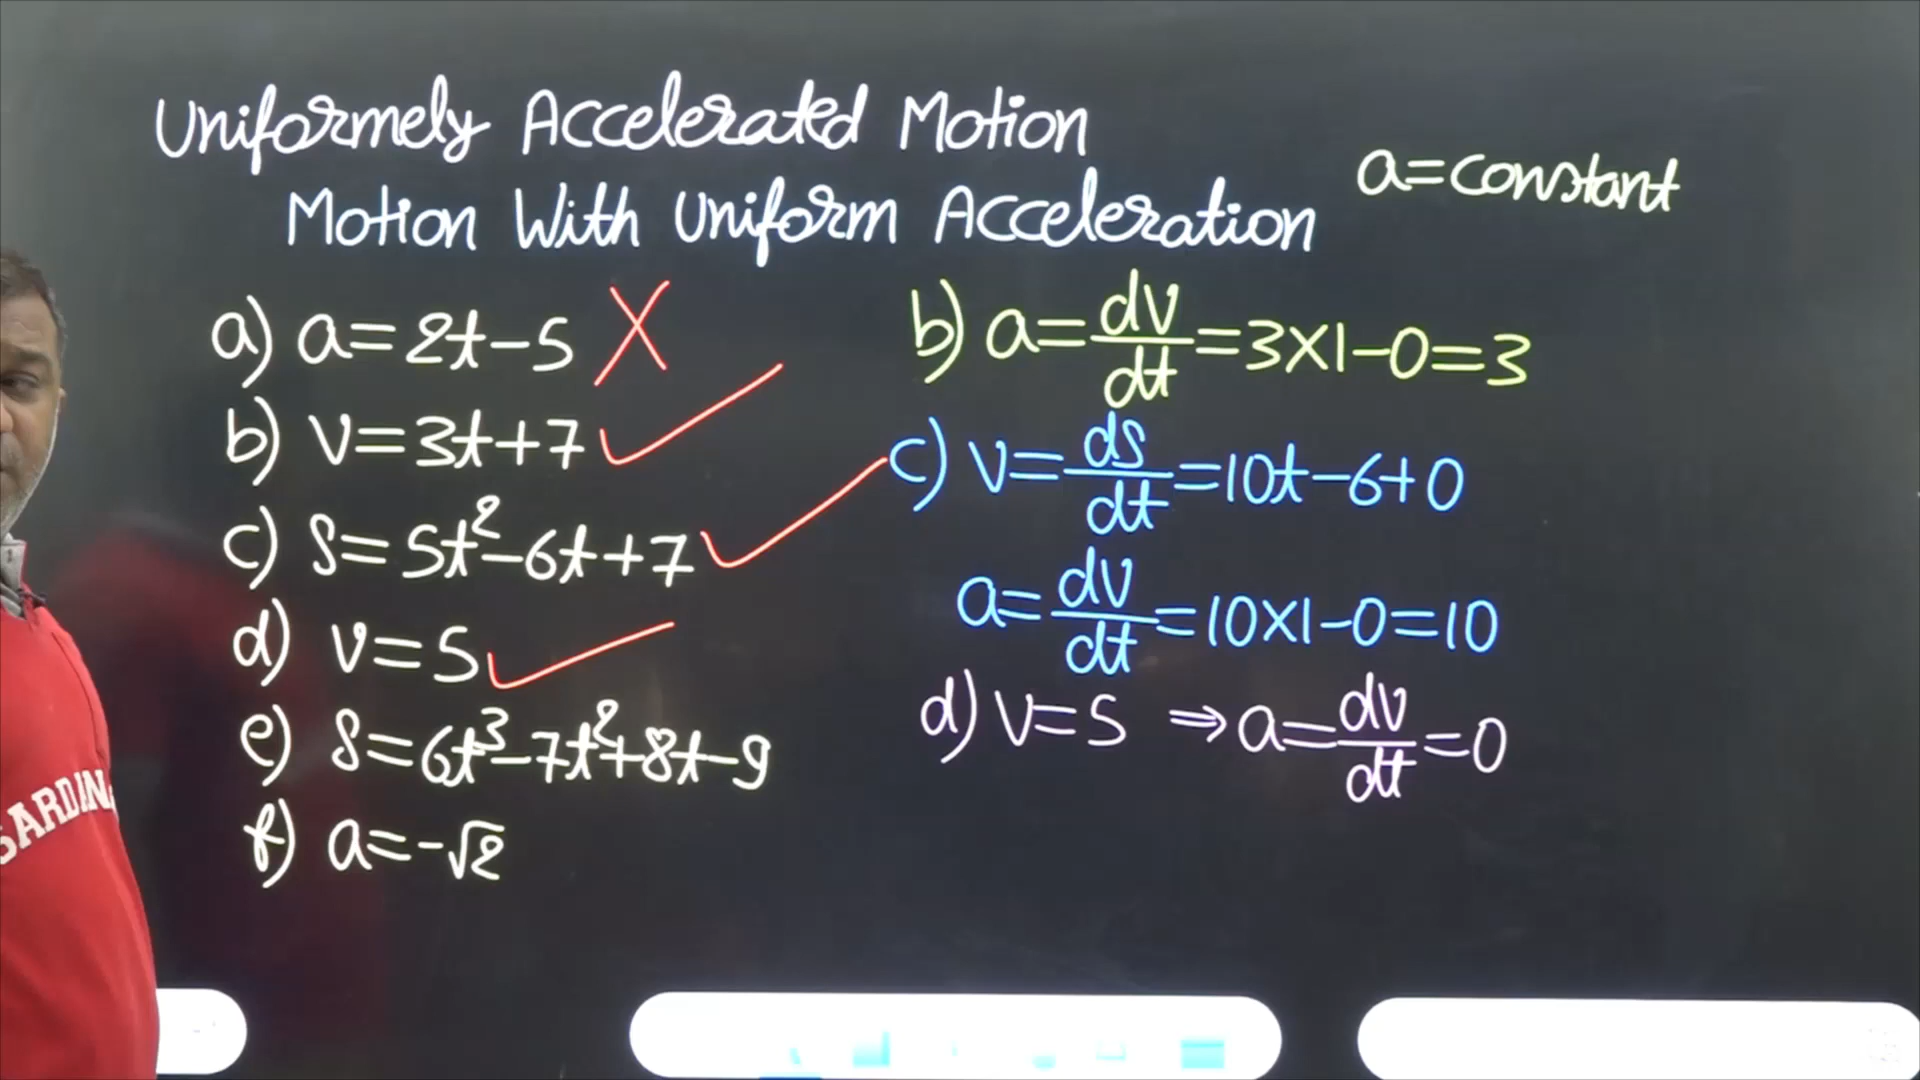 Uniformely Accelerated Motion
Motion With Uniform Acceleration
a=constant
a) a=2t-5 X
b) v=3t+7 ✓
c) s=5t²-6t+7 ✓
d) v=5 ✓
e) s=6t³-7t²+8t-9
f) a=-√2
b) a=dv/dt=3×1-0=3
c) v=ds/dt=10t-6+0
a=dv/dt=10×1-0=10
d) v=5 ⇒ a=dv/dt=0
SARDIN